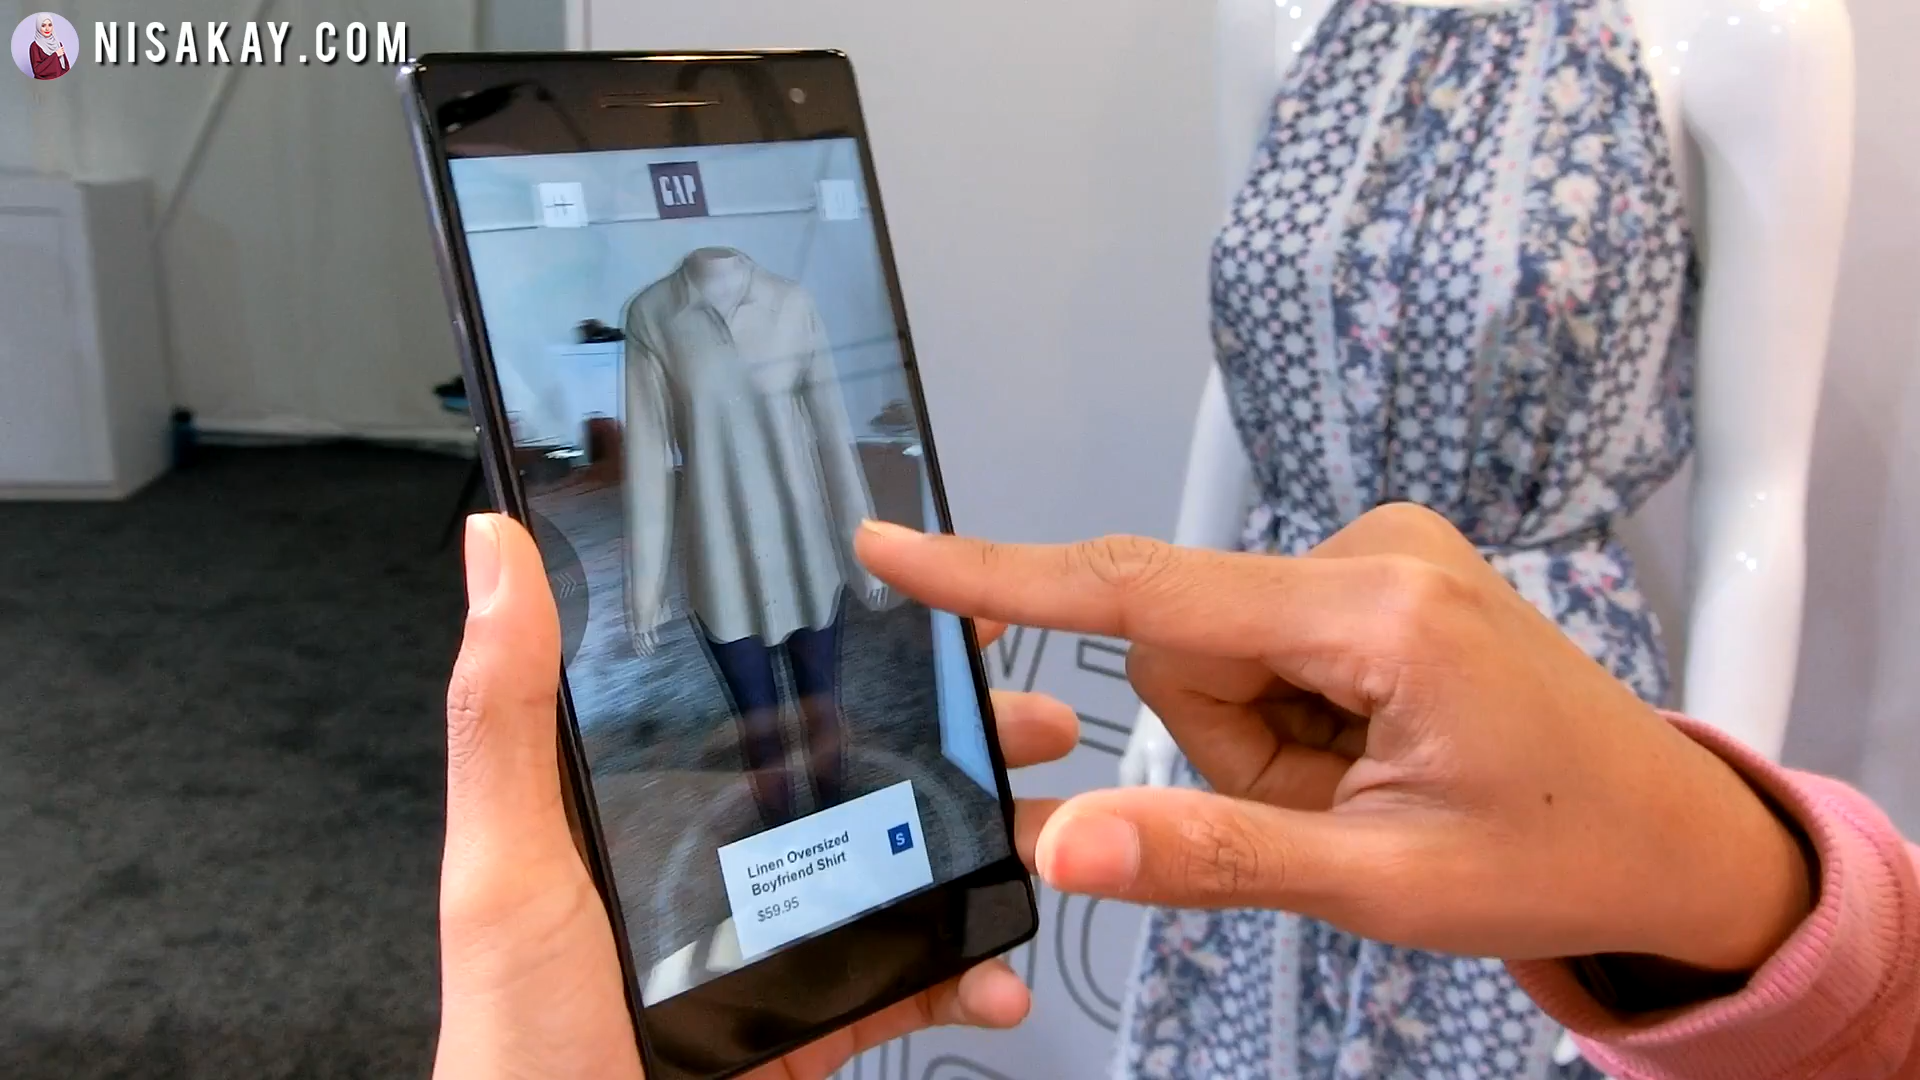 NISAKAY.COM
GAP
Linen Oversized
Boyfriend Shirt
S
$59.95